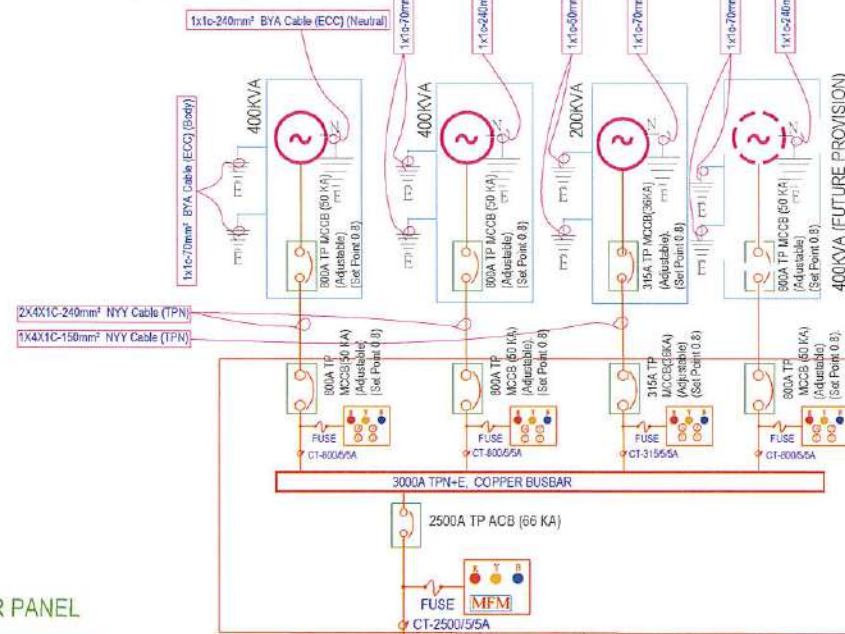 1x1c-240mm² BYA Cable (ECC) (Neutral)
1x1c-70mm
1x1c-240m
1x1c-70m
1x1c-70mm
1x1c-240m
1x1c-70mm² BYA Cable (ECC) (Body)
400KVA
400KVA
200KVA
400KVA (FUTURE PROVISION)
~
~
~
~
N
N
N
N
E
E
E
E
E
E
E
E
E
E
E
E
800A TP MCCB (50 KA)
(Adjustable)
(Set Point 0.8)
800A TP MCCB (50 KA)
(Adjustable)
(Set Point 0.8)
315A TP MCCB(36KA)
(Adjustable)
(Set Point 0.8)
800A TP MCCB (50 KA)
(Adjustable)
(Set Point 0.8)
2X4X1C-240mm² NYY Cable (TPN)
1X4X1C-150mm² NYY Cable (TPN)
800A TP
MCCB(50 KA)
(Adjustable)
(Set Point 0.8)
800A TP
MCCB (50 KA)
(Adjustable)
(Set Point 0.8)
315A TP
MCCB(36KA)
(Adjustable)
(Set Point 0.8)
800A TP
MCCB (50 KA)
(Adjustable)
(Set Point 0.8)
R Y B
R Y B
R Y B
R Y B
FUSE
FUSE
FUSE
FUSE
CT-800/5/5A
CT-800/5/5A
CT-315/5/5A
CT-800/5/5A
3000A TPN+E, COPPER BUSBAR
2500A TP ACB (66 KA)
R Y B
FUSE
MFM
CT-2500/5/5A
R PANEL